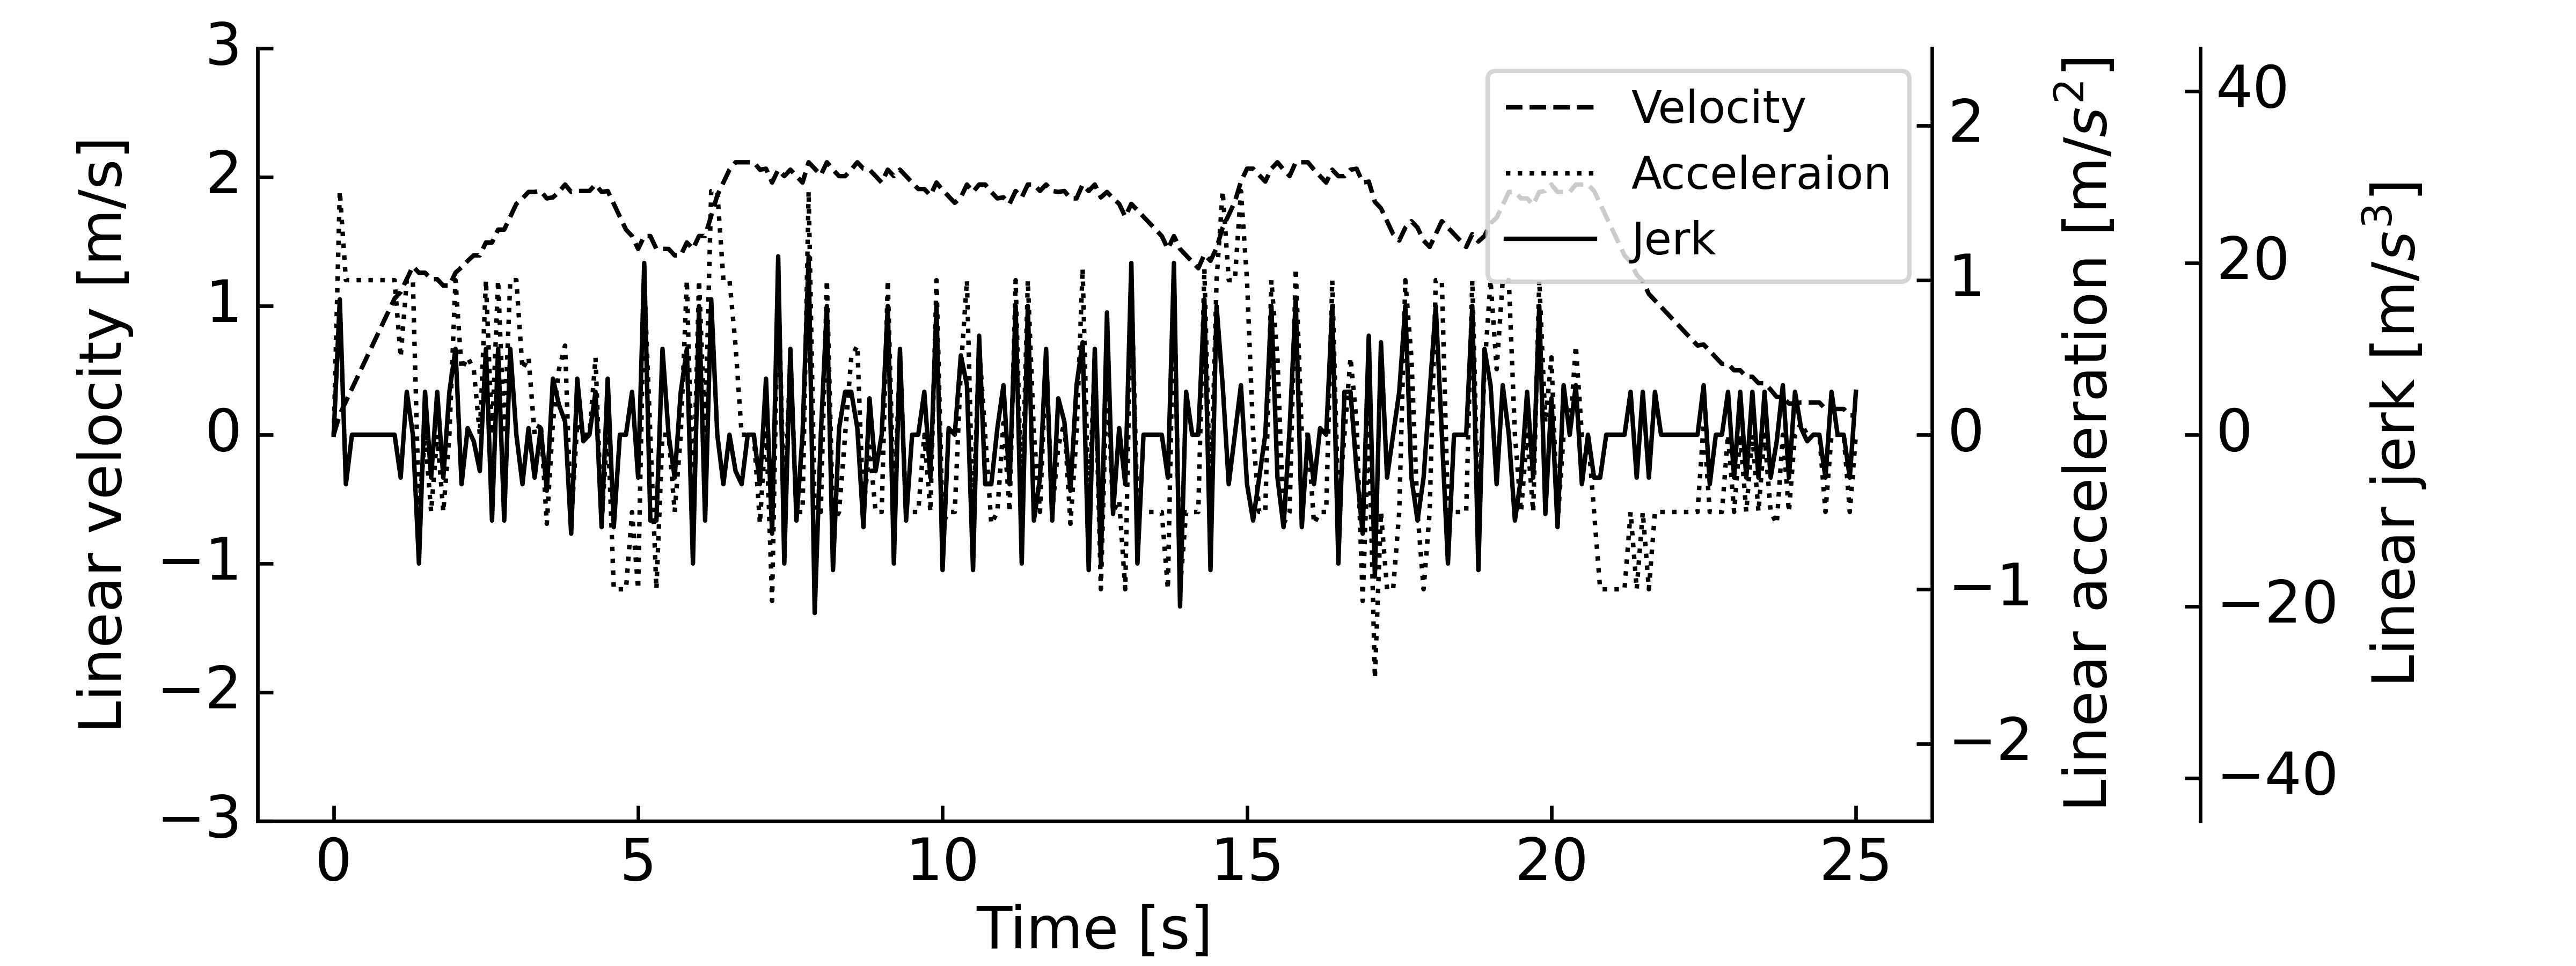 Linear velocity [m/s]
3
2
1
0
−1
−2
−3
0 5 10 15 20 25
Time [s]
Velocity
Acceleraion
Jerk
2
1
0
−1
−2
Linear acceleration [m/s²]
40
20
0
−20
−40
Linear jerk [m/s³]